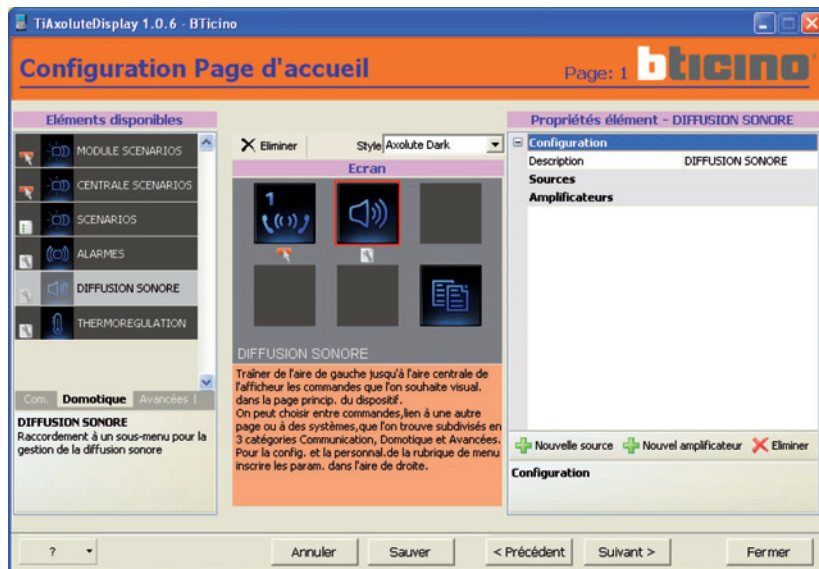 TiAxoluteDisplay 1.0.6 - BTicino
Configuration Page d'accueil
Page: 1
bticino
Eléments disponibles
MODULE SCENARIOS
CENTRALE SCENARIOS
SCENARIOS
ALARMES
DIFFUSION SONORE
THERMOREGULATION
Com. Domotique Avancées
DIFFUSION SONORE
Raccordement à un sous-menu pour la
gestion de la diffusion sonore
Eliminer
Style Axolute Dark
Ecran
1
DIFFUSION SONORE
Traîner de l'aire de gauche jusqu'à l'aire centrale de
l'afficheur les commandes que l'on souhaite visual.
dans la page princip. du dispositif.
On peut choisir entre commandes,lien à une autre
page ou à des systèmes,que l'on trouve subdivisés en
3 catégories Communication, Domotique et Avancées.
Pour la config. et la personnal.de la rubrique de menu
inscrire les param. dans l'aire de droite.
Propriétés élément - DIFFUSION SONORE
Configuration
Description DIFFUSION SONORE
Sources
Amplificateurs
Nouvelle source Nouvel amplificateur Eliminer
Configuration
?
Annuler
Sauver
< Précédent
Suivant >
Fermer